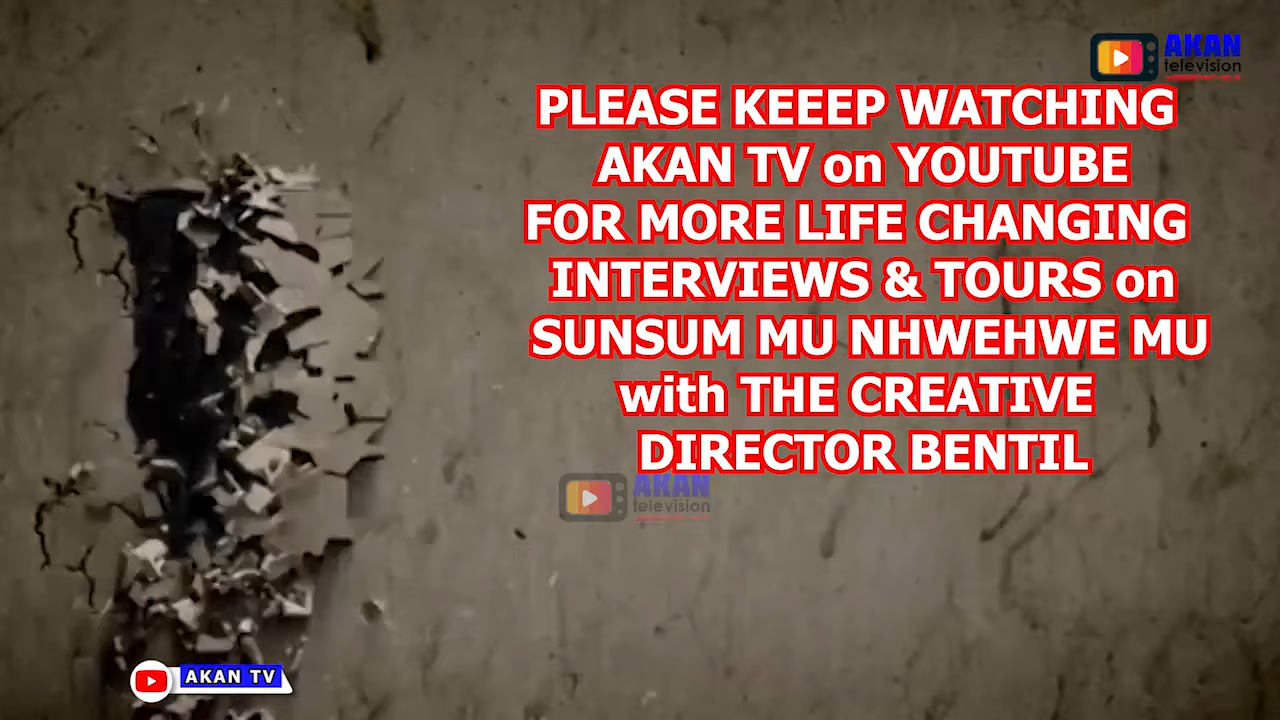 AKAN
television
PLEASE KEEEP WATCHING
AKAN TV on YOUTUBE
FOR MORE LIFE CHANGING
INTERVIEWS & TOURS on
SUNSUM MU NHWEHWE MU
with THE CREATIVE
DIRECTOR BENTIL
AKAN
television
AKAN TV